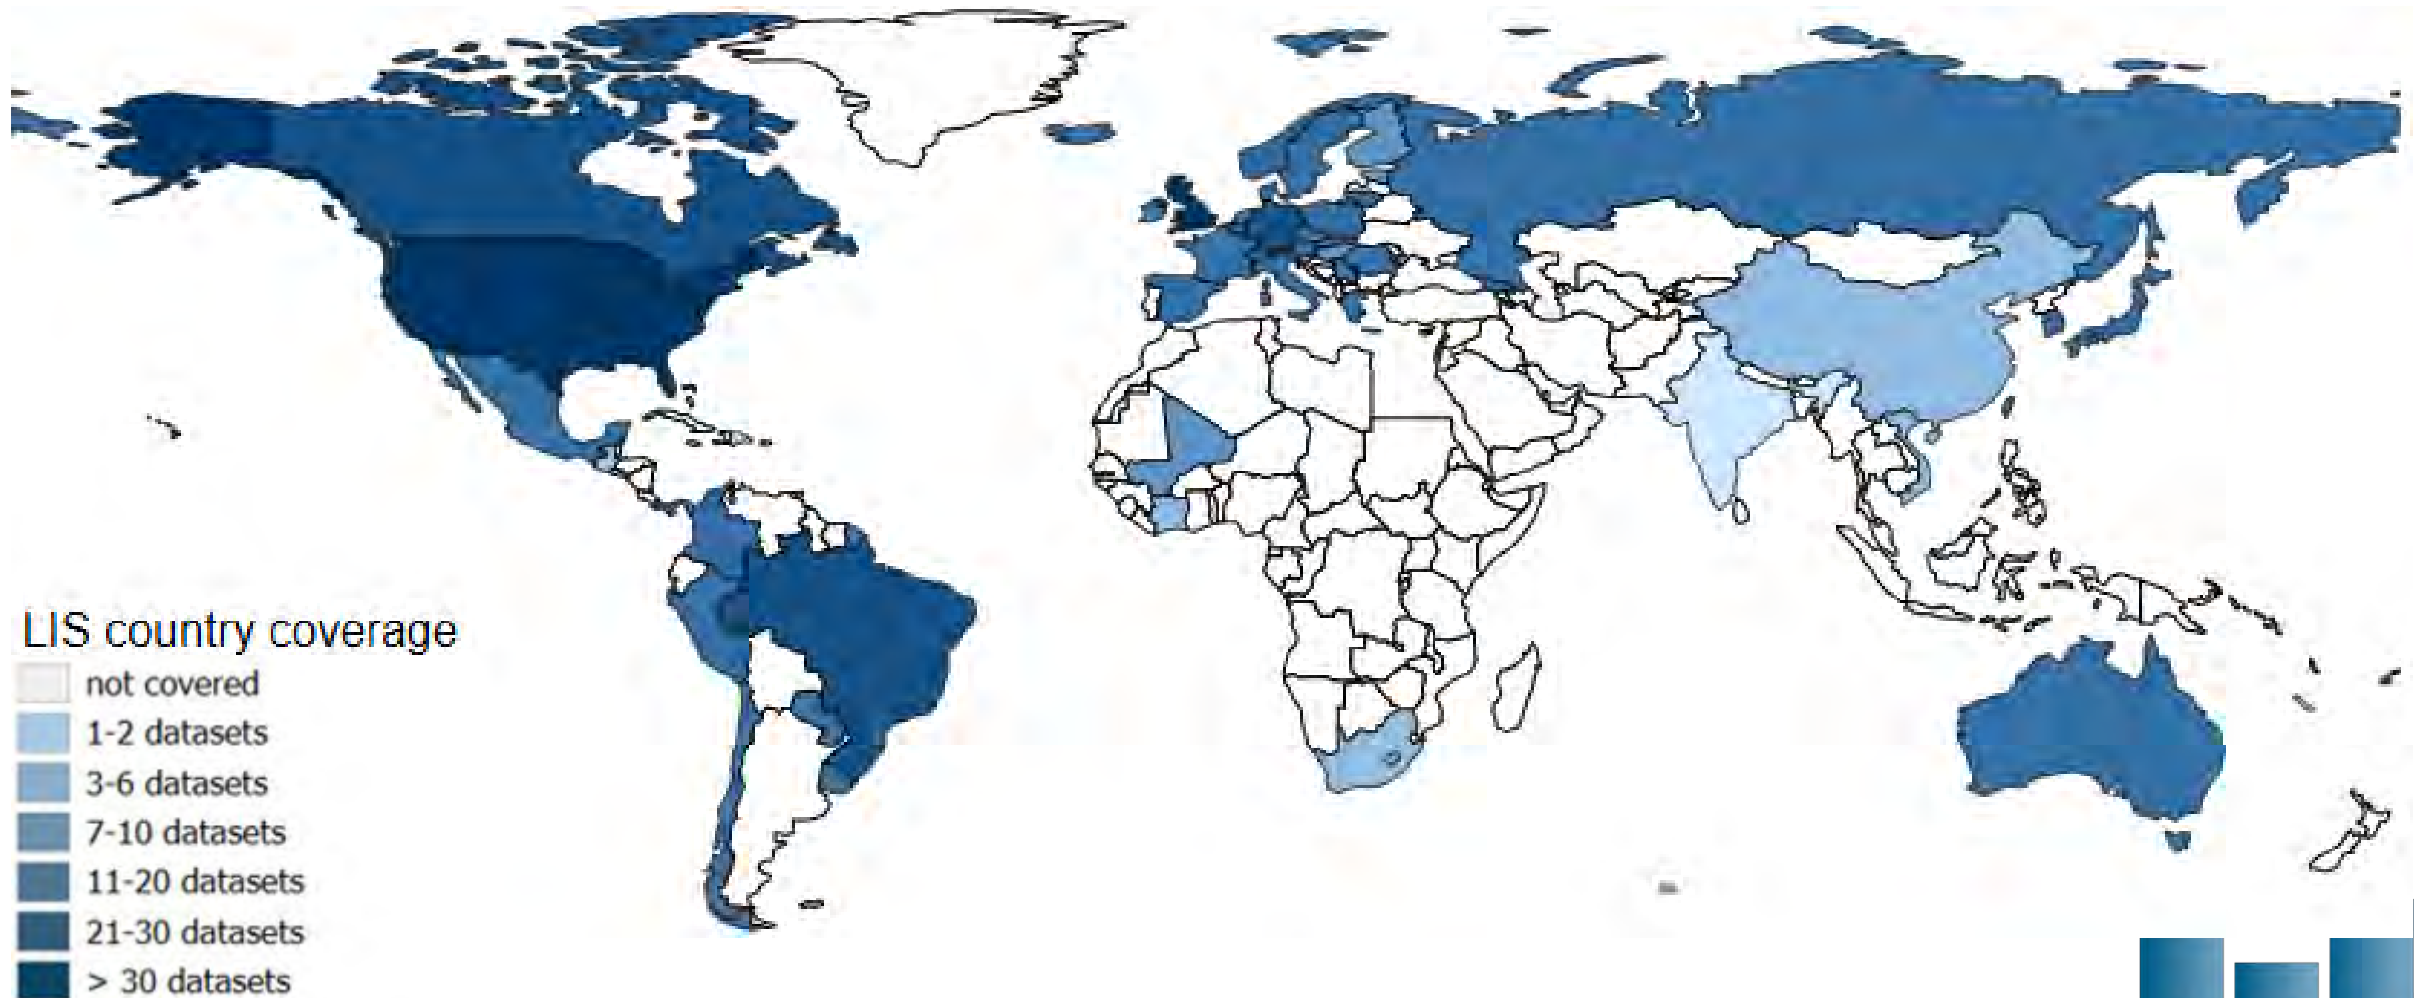 LIS country coverage
not covered
1-2 datasets
3-6 datasets
7-10 datasets
11-20 datasets
21-30 datasets
> 30 datasets